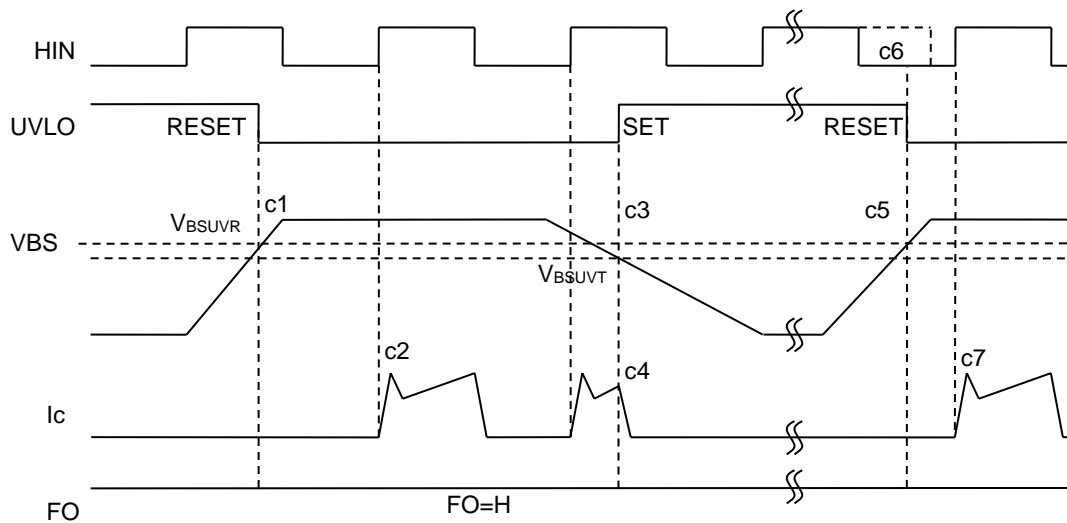 HIN
c6
UVLO
RESET
SET
RESET
c1
c3
c5
VBSUVR
VBS
VBSUVT
c2
c4
c7
Ic
FO=H
FO